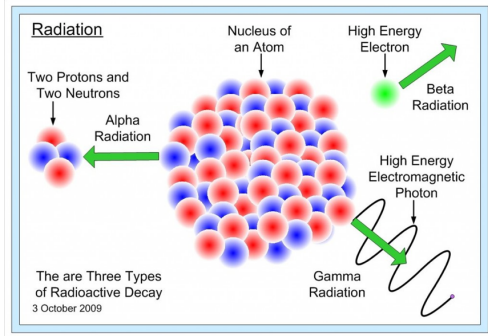 Radiation
Nucleus of
an Atom
High Energy
Electron
Two Protons and
Two Neutrons
Alpha
Radiation
Beta
Radiation
High Energy
Electromagnetic
Photon
Gamma
Radiation
The are Three Types
of Radioactive Decay
3 October 2009